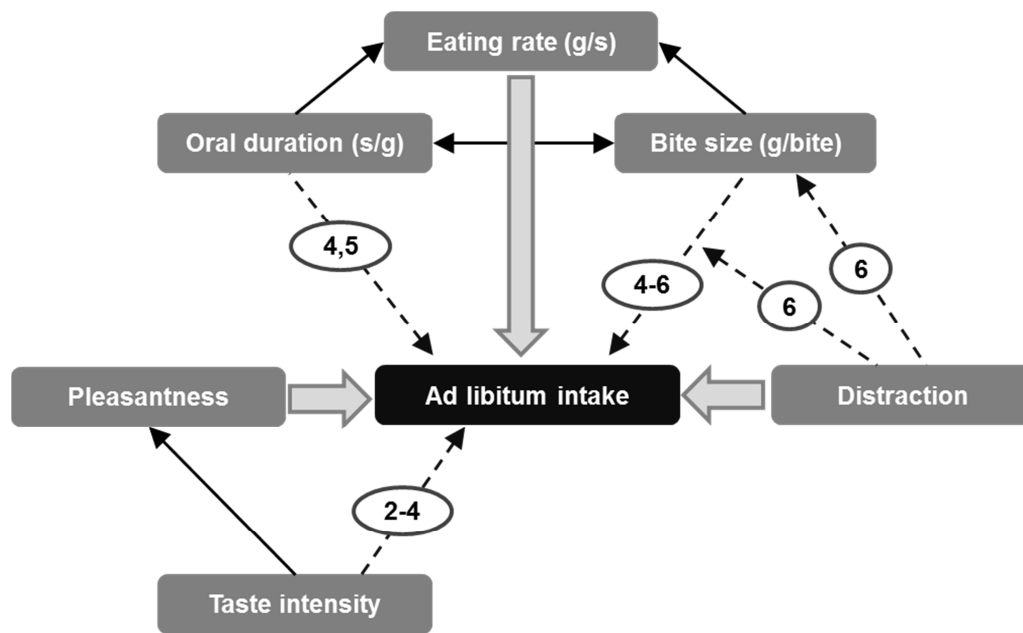 Eating rate (g/s)
Oral duration (s/g)
Bite size (g/bite)
4,5
4-6
6
6
Pleasantness
Ad libitum intake
Distraction
2-4
Taste intensity